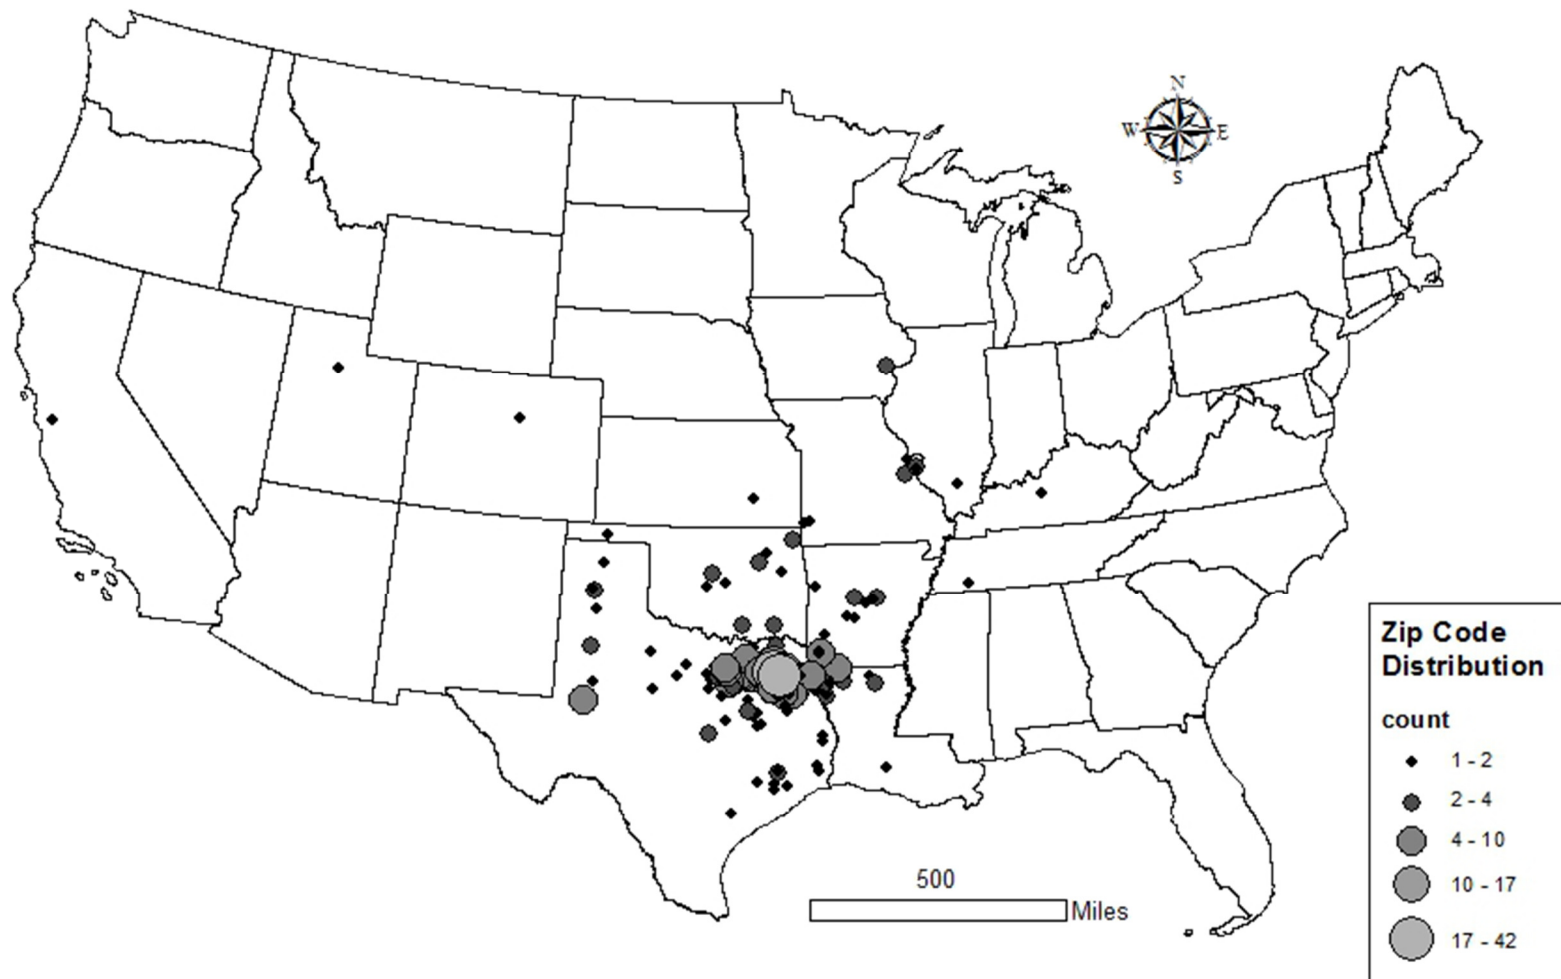 N
W E
S
Zip Code
Distribution
count
1 - 2
2 - 4
4 - 10
10 - 17
17 - 42
500
Miles